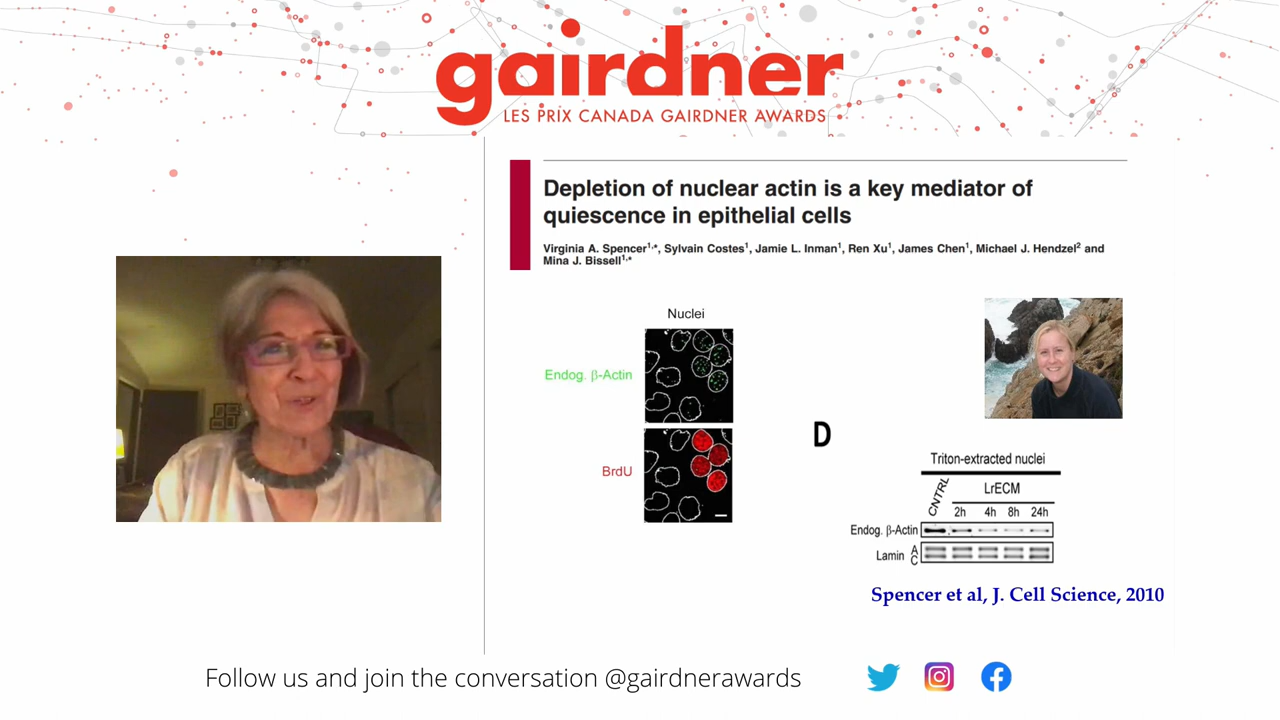 gairdner
LES PRIX CANADA GAIRDNER AWARDS
Depletion of nuclear actin is a key mediator of
quiescence in epithelial cells
Virginia A. Spencer1,*, Sylvain Costes1, Jamie L. Inman1, Ren Xu1, James Chen1, Michael J. Hendzel2 and
Mina J. Bissell1,*
Nuclei
Endog. β-Actin
BrdU
D
Triton-extracted nuclei
CNTRL
LrECM
2h 4h 8h 24h
Endog. β-Actin
Lamin A
C
Spencer et al, J. Cell Science, 2010
Follow us and join the conversation @gairdnerawards